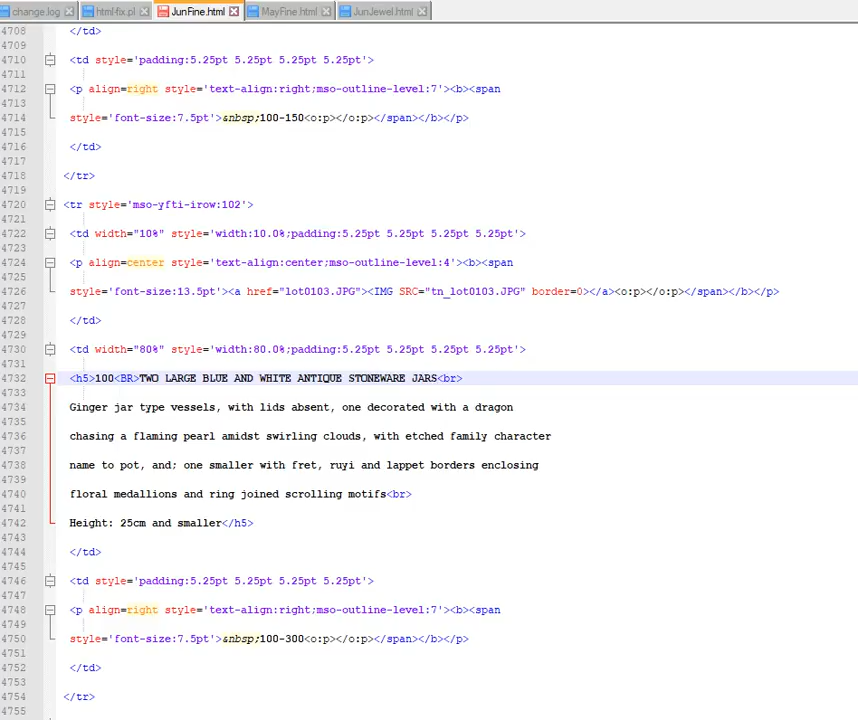 change.log html-fix.pl JunFine.html MayFine.html JunJewel.html
4708 </td>
4709
4710 <td style='padding:5.25pt 5.25pt 5.25pt 5.25pt'>
4711
4712 <p align=right style='text-align:right;mso-outline-level:7'><b><span
4713
4714 style='font-size:7.5pt'>&nbsp;100-150<o:p></o:p></span></b></p>
4715
4716 </td>
4717
4718 </tr>
4719
4720 <tr style='mso-yfti-irow:102'>
4721
4722 <td width="10%" style='width:10.0%;padding:5.25pt 5.25pt 5.25pt 5.25pt'>
4723
4724 <p align=center style='text-align:center;mso-outline-level:4'><b><span
4725
4726 style='font-size:13.5pt'><a href="lot0103.JPG"><IMG SRC="tn_lot0103.JPG" border=0></a><o:p></o:p></span></b></p>
4727
4728 </td>
4729
4730 <td width="80%" style='width:80.0%;padding:5.25pt 5.25pt 5.25pt 5.25pt'>
4731
4732 <h5>100<BR>TWO LARGE BLUE AND WHITE ANTIQUE STONEWARE JARS<br>
4733
4734 Ginger jar type vessels, with lids absent, one decorated with a dragon
4735
4736 chasing a flaming pearl amidst swirling clouds, with etched family character
4737
4738 name to pot, and; one smaller with fret, ruyi and lappet borders enclosing
4739
4740 floral medallions and ring joined scrolling motifs<br>
4741
4742 Height: 25cm and smaller</h5>
4743
4744 </td>
4745
4746 <td style='padding:5.25pt 5.25pt 5.25pt 5.25pt'>
4747
4748 <p align=right style='text-align:right;mso-outline-level:7'><b><span
4749
4750 style='font-size:7.5pt'>&nbsp;100-300<o:p></o:p></span></b></p>
4751
4752 </td>
4753
4754 </tr>
4755